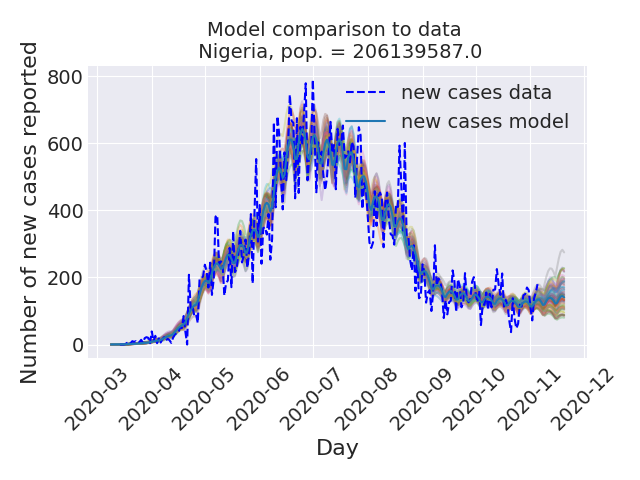 Model comparison to data
Nigeria, pop. = 206139587.0
new cases data
new cases model
Number of new cases reported
800
600
400
200
0
2020-03
2020-04
2020-05
2020-06
2020-07
2020-08
2020-09
2020-10
2020-11
2020-12
Day